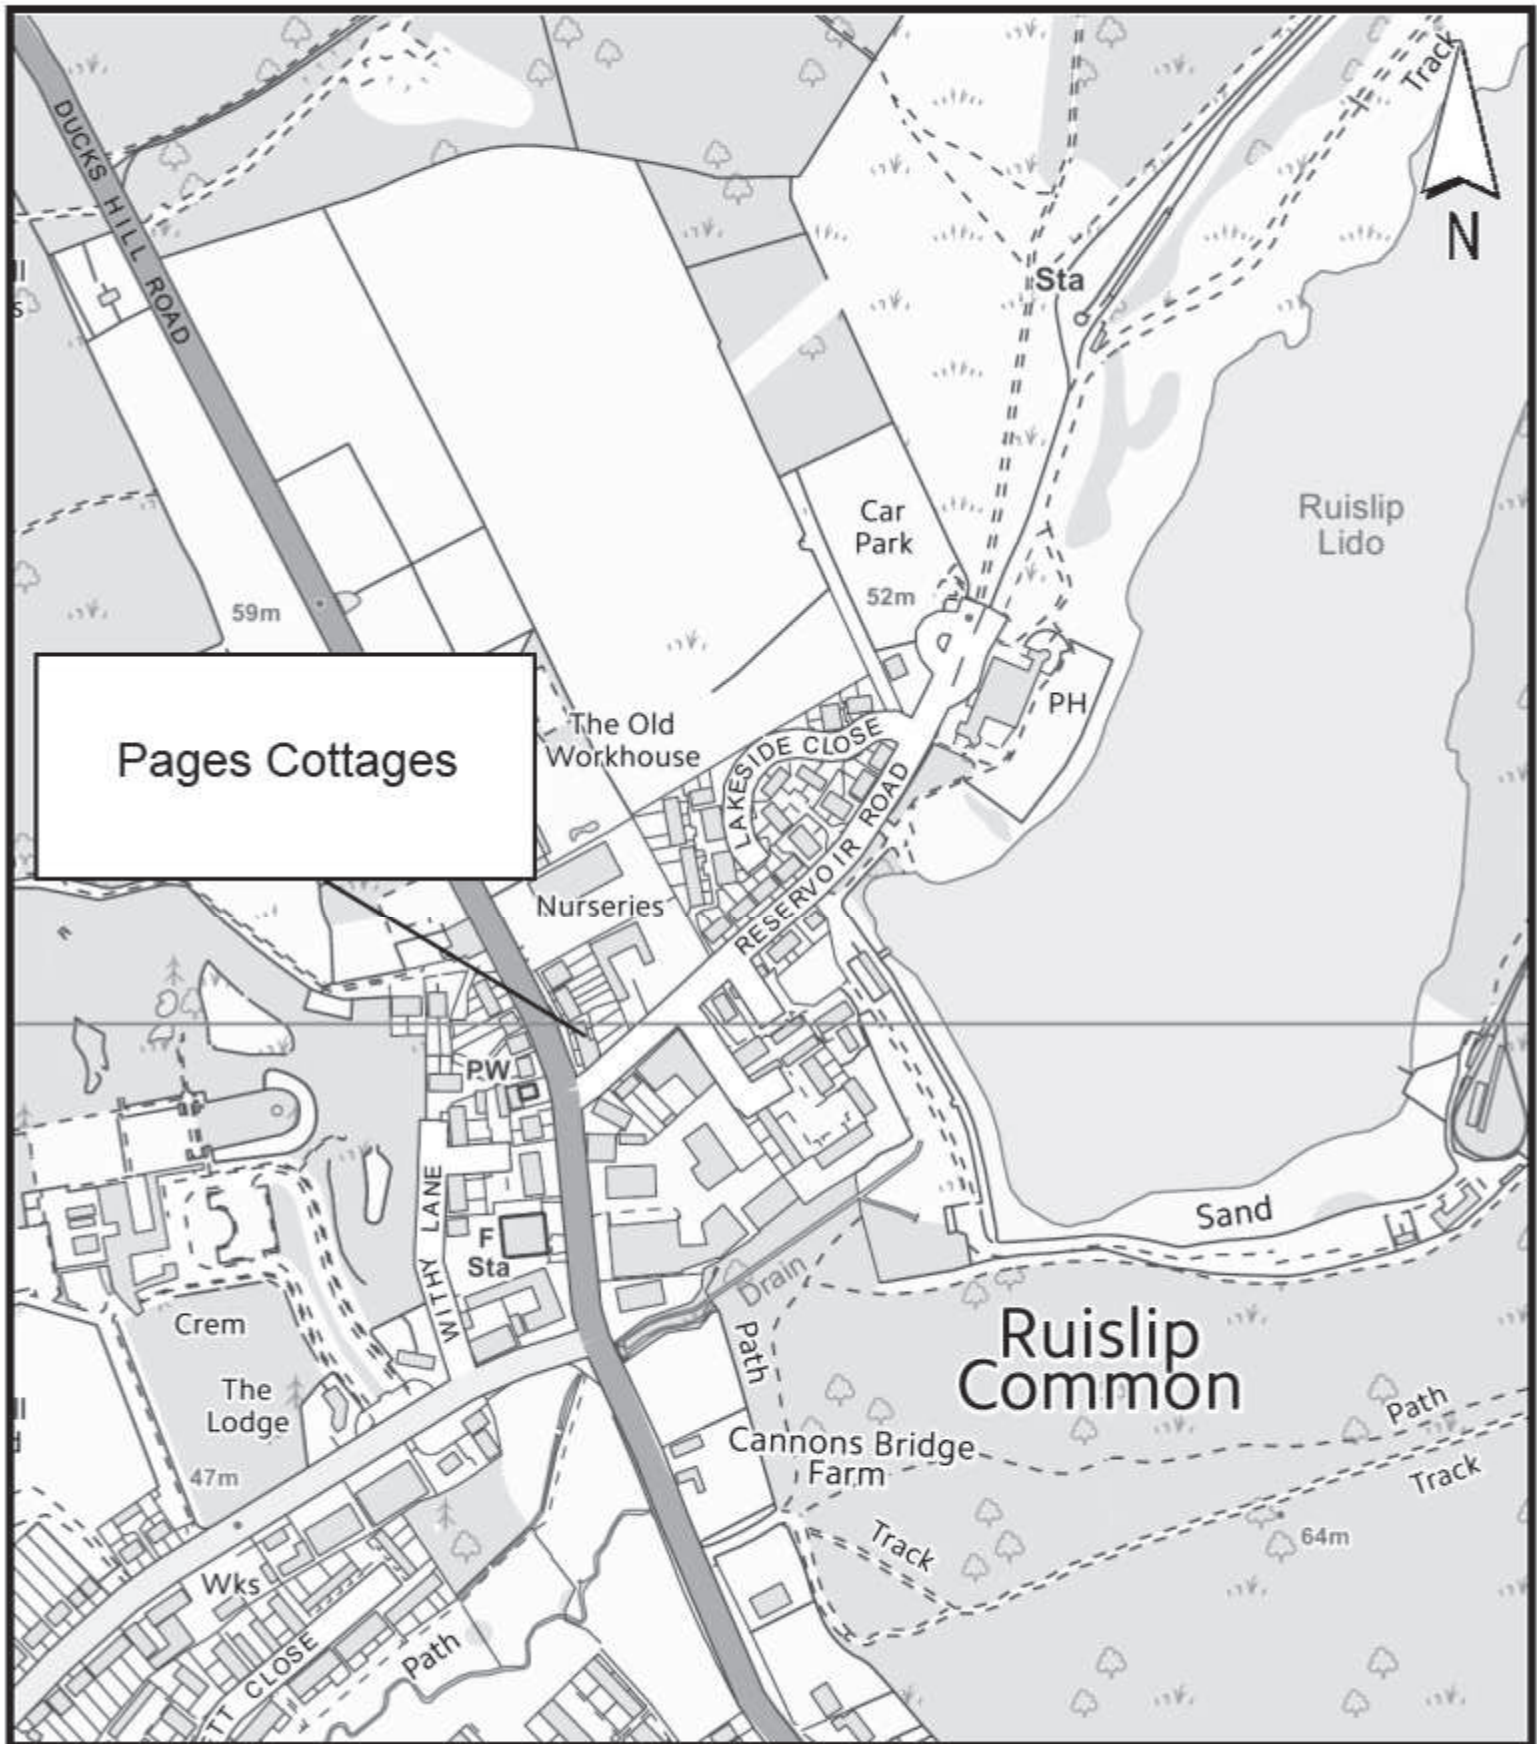 Track
N
DUCKS HILL ROAD
Sta
ll
s
Ruislip
Lido
Car
Park
52m
59m
PH
The Old
Workhouse
Pages Cottages
LAKESIDE CLOSE
RESERVOIR ROAD
Nurseries
PW
WITHY LANE
F
Sta
Sand
Drain
Crem
Path
Ruislip
Common
The
Lodge
Path
Cannons Bridge
Farm
Track
47m
Track
64m
Wks
TT CLOSE
Path